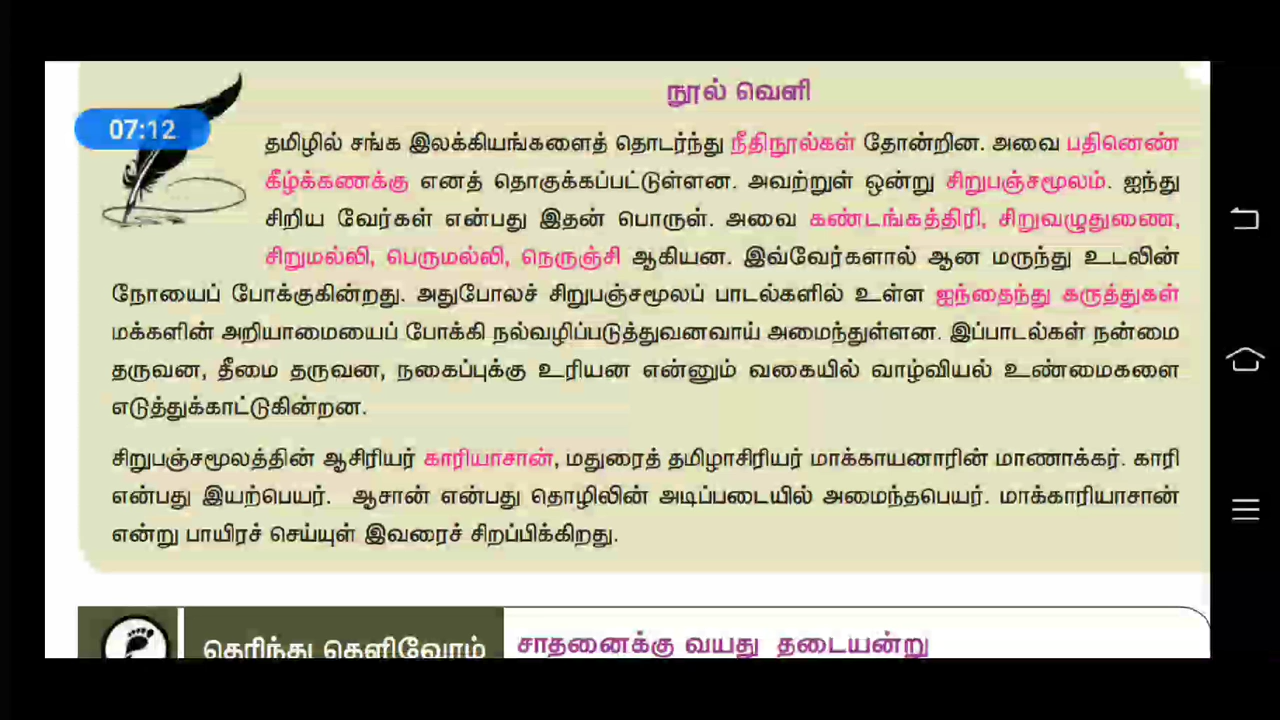 நூல் வெளி
07:12
தமிழில் சங்க இலக்கியங்களைத் தொடர்ந்து நீதிநூல்கள் தோன்றின. அவை பதினெண்
கீழ்க்கணக்கு எனத் தொகுக்கப்பட்டுள்ளன. அவற்றுள் ஒன்று சிறுபஞ்சமூலம். ஐந்து
சிறிய வேர்கள் என்பது இதன் பொருள். அவை கண்டங்கத்திரி, சிறுவழுதுணை,
சிறுமல்லி, பெருமல்லி, நெருஞ்சி ஆகியன. இவ்வேர்களால் ஆன மருந்து உடலின்
நோயைப் போக்குகின்றது. அதுபோலச் சிறுபஞ்சமூலப் பாடல்களில் உள்ள ஐந்தைந்து கருத்துகள்
மக்களின் அறியாமையைப் போக்கி நல்வழிப்படுத்துவனவாய் அமைந்துள்ளன. இப்பாடல்கள் நன்மை
தருவன, தீமை தருவன, நகைப்புக்கு உரியன என்னும் வகையில் வாழ்வியல் உண்மைகளை
எடுத்துக்காட்டுகின்றன.
சிறுபஞ்சமூலத்தின் ஆசிரியர் காரியாசான், மதுரைத் தமிழாசிரியர் மாக்காயனாரின் மாணாக்கர். காரி
என்பது இயற்பெயர். ஆசான் என்பது தொழிலின் அடிப்படையில் அமைந்தபெயர். மாக்காரியாசான்
என்று பாயிரச் செய்யுள் இவரைச் சிறப்பிக்கிறது.
தெரிந்து தெளிவோம் சாதனைக்கு வயது தடையன்று